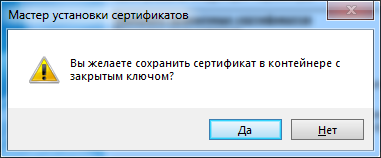 Мастер установки сертификатов
Вы желаете сохранить сертификат в контейнере с
закрытым ключом?
Да
Нет